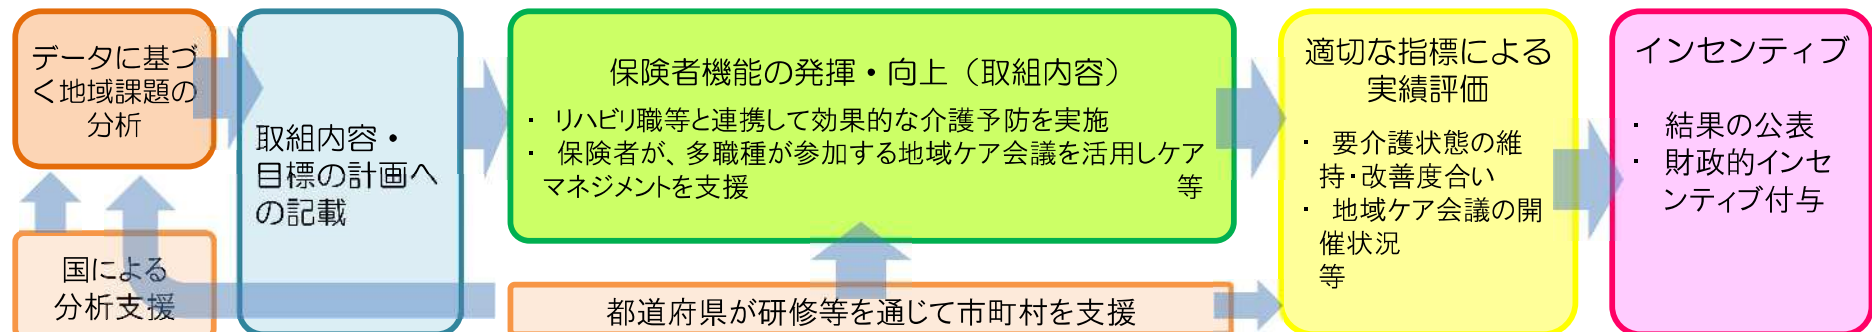 データに基づ
く地域課題の
分析
国による
分析支援
取組内容・
目標の計画へ
の記載
保険者機能の発揮・向上（取組内容）
・ リハビリ職等と連携して効果的な介護予防を実施
・ 保険者が、多職種が参加する地域ケア会議を活用しケア
マネジメントを支援 等
都道府県が研修等を通じて市町村を支援
適切な指標による
実績評価
・ 要介護状態の維
持・改善度合い
・ 地域ケア会議の開
催状況
等
インセンティブ
・ 結果の公表
・ 財政的インセ
ンティブ付与